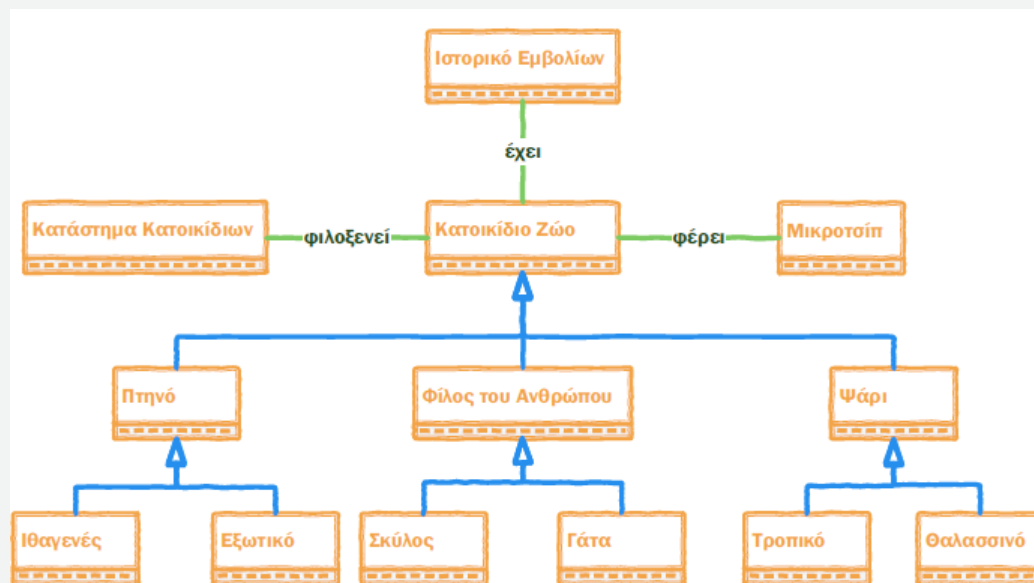 Ιστορικό Εμβολίων
έχει
Κατάστημα Κατοικίδιων
φιλοξενεί
Κατοικίδιο Ζώο
φέρει
Μικροτσίπ
Πτηνό
Φίλος του Ανθρώπου
Ψάρι
Ιθαγενές
Εξωτικό
Σκύλος
Γάτα
Τροπικό
Θαλασσινό